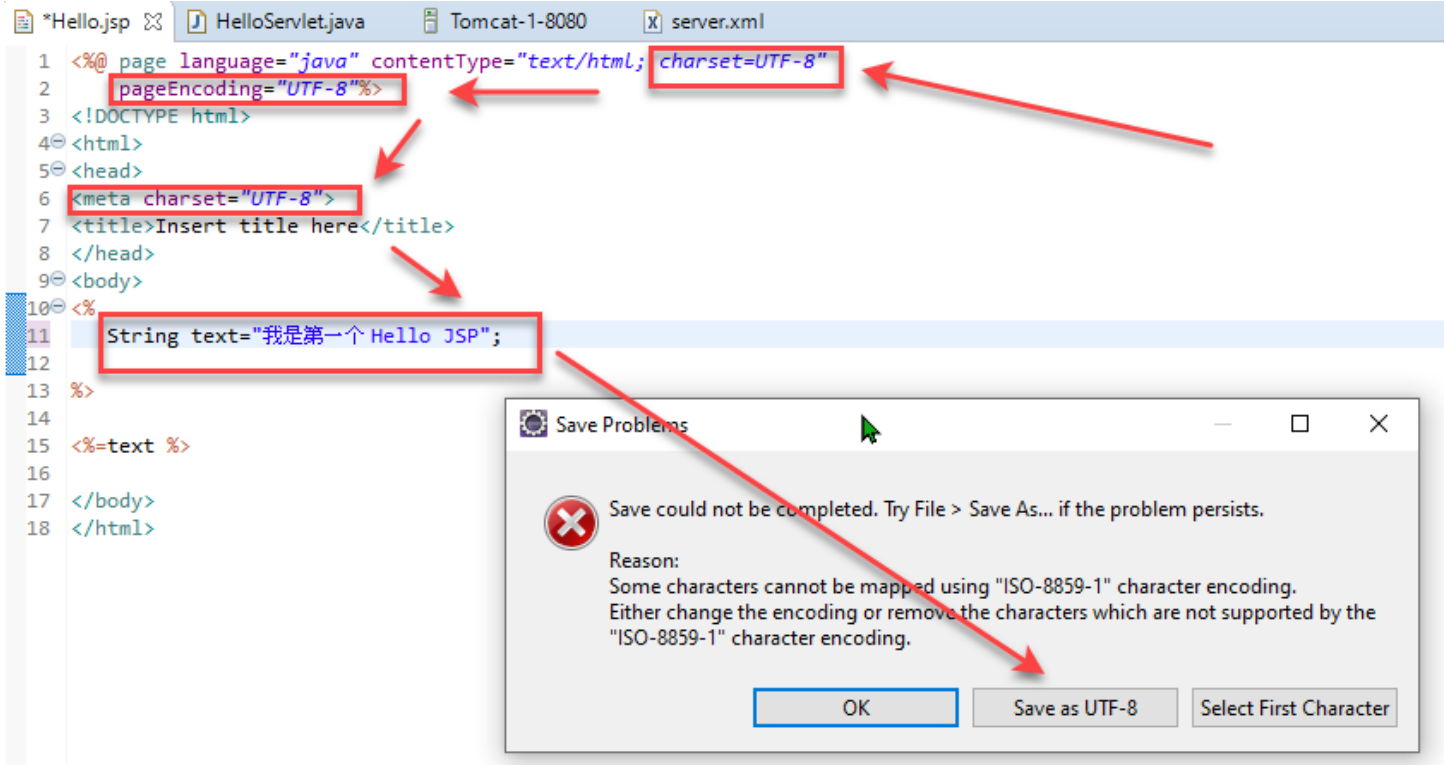 *Hello.jsp HelloServlet.java Tomcat-1-8080 server.xml
1 <%@ page language="java" contentType="text/html; charset=UTF-8"
2 pageEncoding="UTF-8"%>
3 <!DOCTYPE html>
4 <html>
5 <head>
6 <meta charset="UTF-8">
7 <title>Insert title here</title>
8 </head>
9 <body>
10 <%
11 String text="我是第一个 Hello JSP";
12
13 %>
14
15 <%=text %>
16
17 </body>
18 </html>
Save Problems
Save could not be completed. Try File > Save As... if the problem persists.
Reason:
Some characters cannot be mapped using "ISO-8859-1" character encoding.
Either change the encoding or remove the characters which are not supported by the
"ISO-8859-1" character encoding.
OK Save as UTF-8 Select First Character